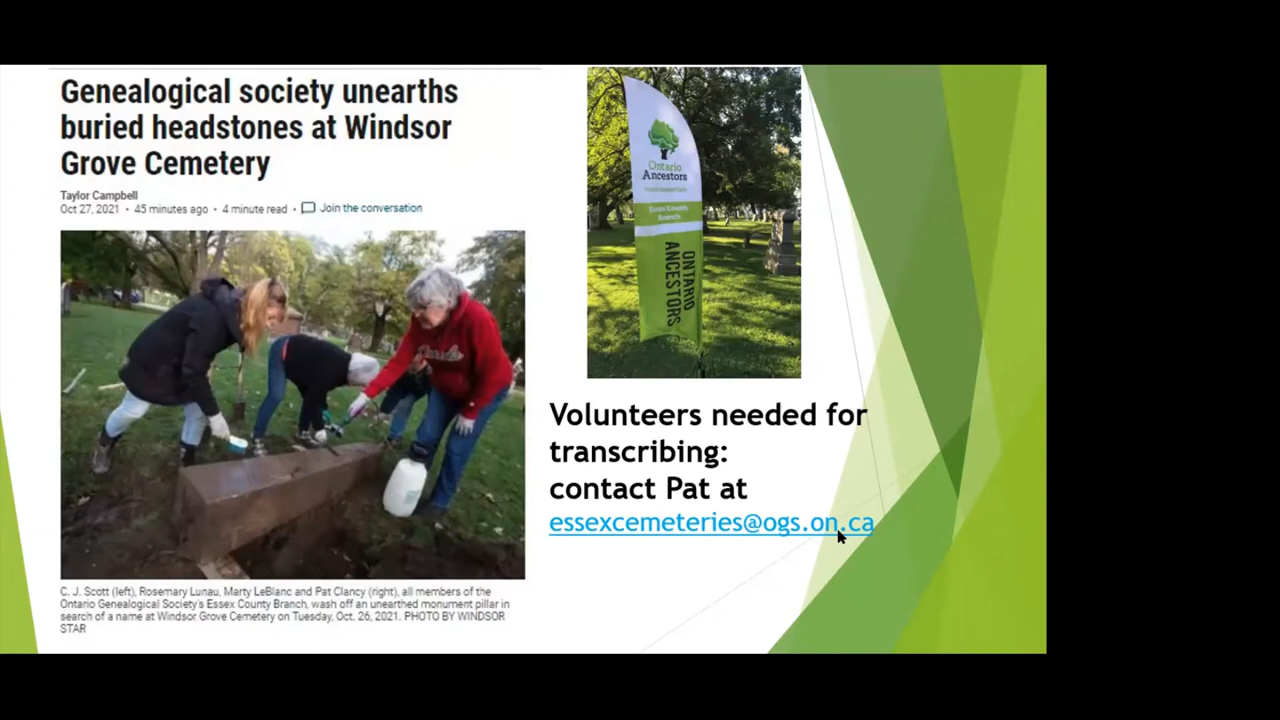 Genealogical society unearths
buried headstones at Windsor
Grove Cemetery
Taylor Campbell
Oct 27, 2021 • 45 minutes ago • 4 minute read • Join the conversation
C. J. Scott (left), Rosemary Lunau, Marty LeBlanc and Pat Clancy (right), all members of the
Ontario Genealogical Society's Essex County Branch, wash off an unearthed monument pillar in
search of a name at Windsor Grove Cemetery on Tuesday, Oct. 26, 2021. PHOTO BY WINDSOR
STAR
Ontario
Ancestors
Essex County
Branch
ONTARIO
ANCESTORS
Volunteers needed for
transcribing:
contact Pat at
essexcemeteries@ogs.on.ca